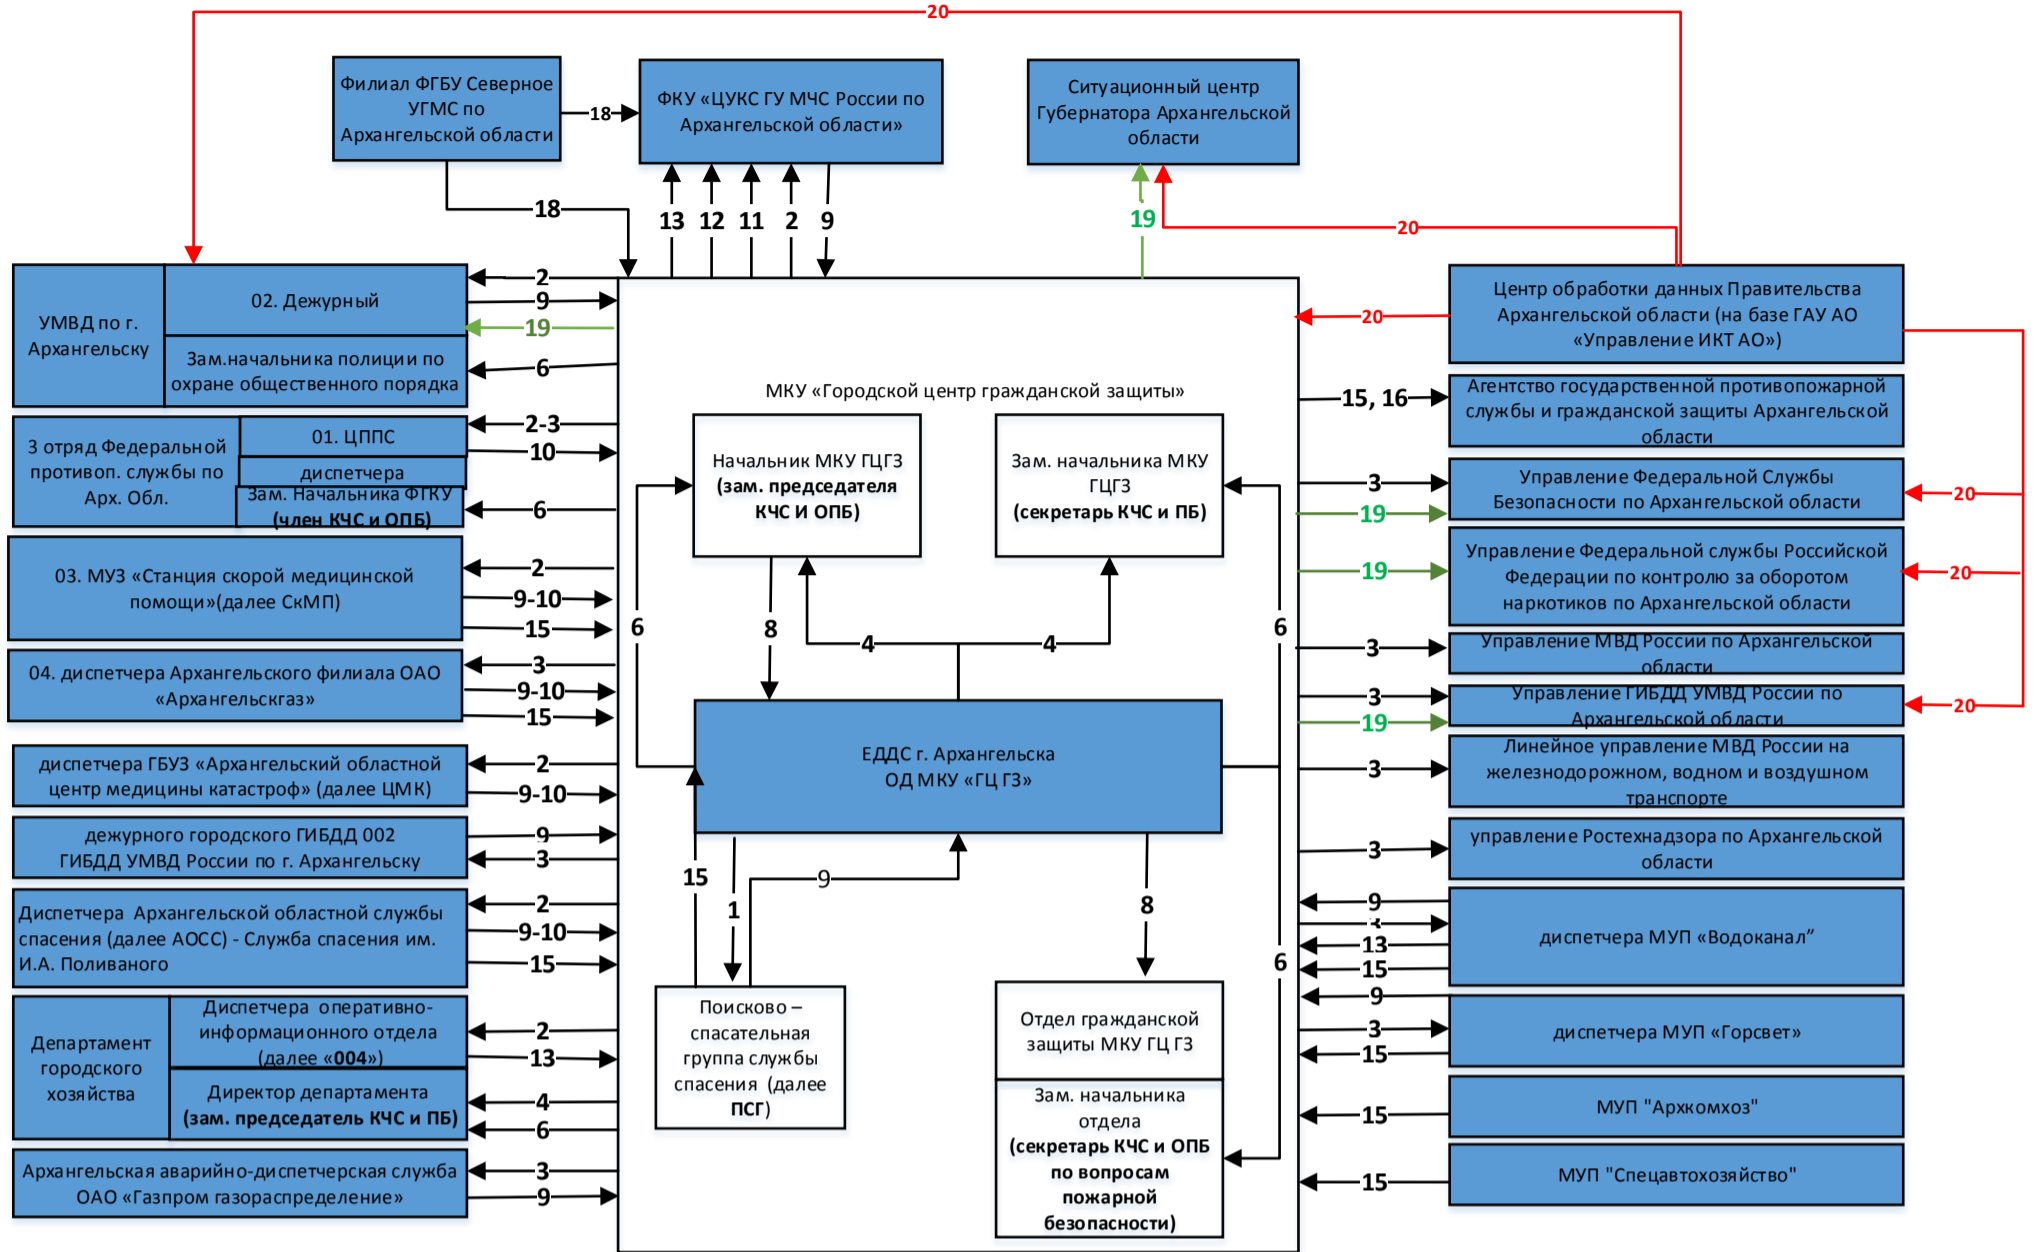 20
Филиал ФГБУ Северное
УГМС по
Архангельской области
18
ФКУ «ЦУКС ГУ МЧС России по
Архангельской области»
Ситуационный центр
Губернатора Архангельской
области
18
13
12
11
2
9
19
20
УМВД по г.
Архангельску
02. Дежурный
Зам.начальника полиции по
охране общественного порядка
2
9
19
6
3 отряд Федеральной
противоп. службы по
Арх. Обл.
01. ЦППС
диспетчера
Зам. Начальника ФГКУ
(член КЧС и ОПБ)
2-3
10
6
03. МУЗ «Станция скорой медицинской
помощи»(далее СкМП)
2
9-10
15
04. диспетчера Архангельского филиала ОАО
«Архангельскгаз»
3
9-10
15
диспетчера ГБУЗ «Архангельский областной
центр медицины катастроф» (далее ЦМК)
2
9-10
дежурного городского ГИБДД 002
ГИБДД УМВД России по г. Архангельску
9
3
Диспетчера Архангельской областной службы
спасения (далее АОСС) - Служба спасения им.
И.А. Поливаного
2
9-10
15
Департамент
городского
хозяйства
Диспетчера оперативно-
информационного отдела
(далее «004»)
Директор департамента
(зам. председатель КЧС и ПБ)
2
13
4
6
Архангельская аварийно-диспетчерская служба
ОАО «Газпром газораспределение»
3
9
МКУ «Городской центр гражданской защиты»
Начальник МКУ ГЦГЗ
(зам. председателя
КЧС И ОПБ)
Зам. начальника МКУ
ГЦГЗ
(секретарь КЧС и ПБ)
6
8
4
4
6
ЕДДС г. Архангельска
ОД МКУ «ГЦ ГЗ»
15
1
9
8
6
Поисково –
спасательная
группа службы
спасения (далее
ПСГ)
Отдел гражданской
защиты МКУ ГЦ ГЗ
Зам. начальника
отдела
(секретарь КЧС и ОПБ
по вопросам
пожарной
безопасности)
20
Центр обработки данных Правительства
Архангельской области (на базе ГАУ АО
«Управление ИКТ АО»)
15, 16
Агентство государственной противопожарной
службы и гражданской защиты Архангельской
области
3
19
Управление Федеральной Службы
Безопасности по Архангельской области
20
19
Управление Федеральной службы Российской
Федерации по контролю за оборотом
наркотиков по Архангельской области
20
3
Управление МВД России по Архангельской
области
3
19
Управление ГИБДД УМВД России по
Архангельской области
20
3
Линейное управление МВД России на
железнодорожном, водном и воздушном
транспорте
3
управление Ростехнадзора по Архангельской
области
9
13
15
диспетчера МУП «Водоканал”
9
3
15
диспетчера МУП «Горсвет»
15
МУП "Архкомхоз"
15
МУП "Спецавтохозяйство"